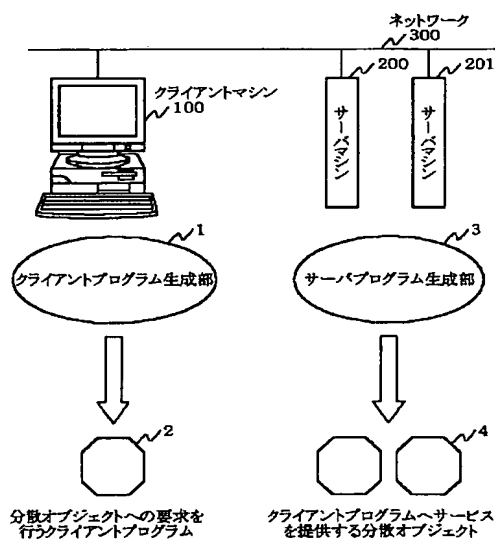 ネットワーク
300
200
201
クライアントマシン
100
サーバマシン
サーバマシン
1
クライアントプログラム生成部
3
サーバプログラム生成部
2
4
分散オブジェクトへの要求を
行うクライアントプログラム
クライアントプログラムへサービス
を提供する分散オブジェクト